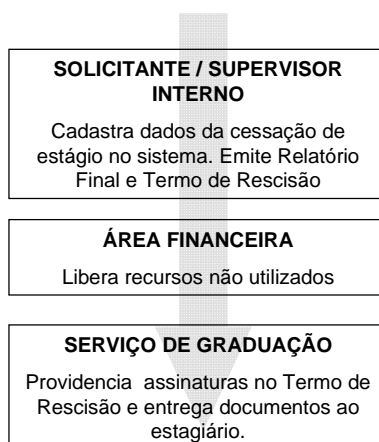 SOLICITANTE / SUPERVISOR
INTERNO
Cadastra dados da cessação de
estágio no sistema. Emite Relatório
Final e Termo de Rescisão
ÁREA FINANCEIRA
Libera recursos não utilizados
SERVIÇO DE GRADUAÇÃO
Providencia assinaturas no Termo de
Rescisão e entrega documentos ao
estagiário.